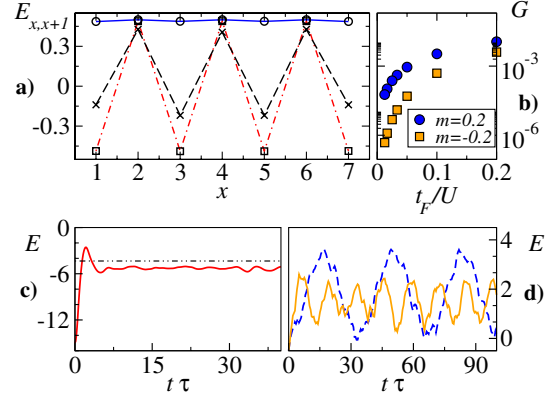 E_{x,x+1}
0.3
0
-0.3
a)
1 2 3 4 5 6 7
x
G
10^{-3}
10^{-6}
b)
m=0.2
m=-0.2
0 0.1 0.2
t_F/U
E
0
-6
-12
c)
0 15 30
t τ
E
4
2
0
d)
0 30 60 90
t τ